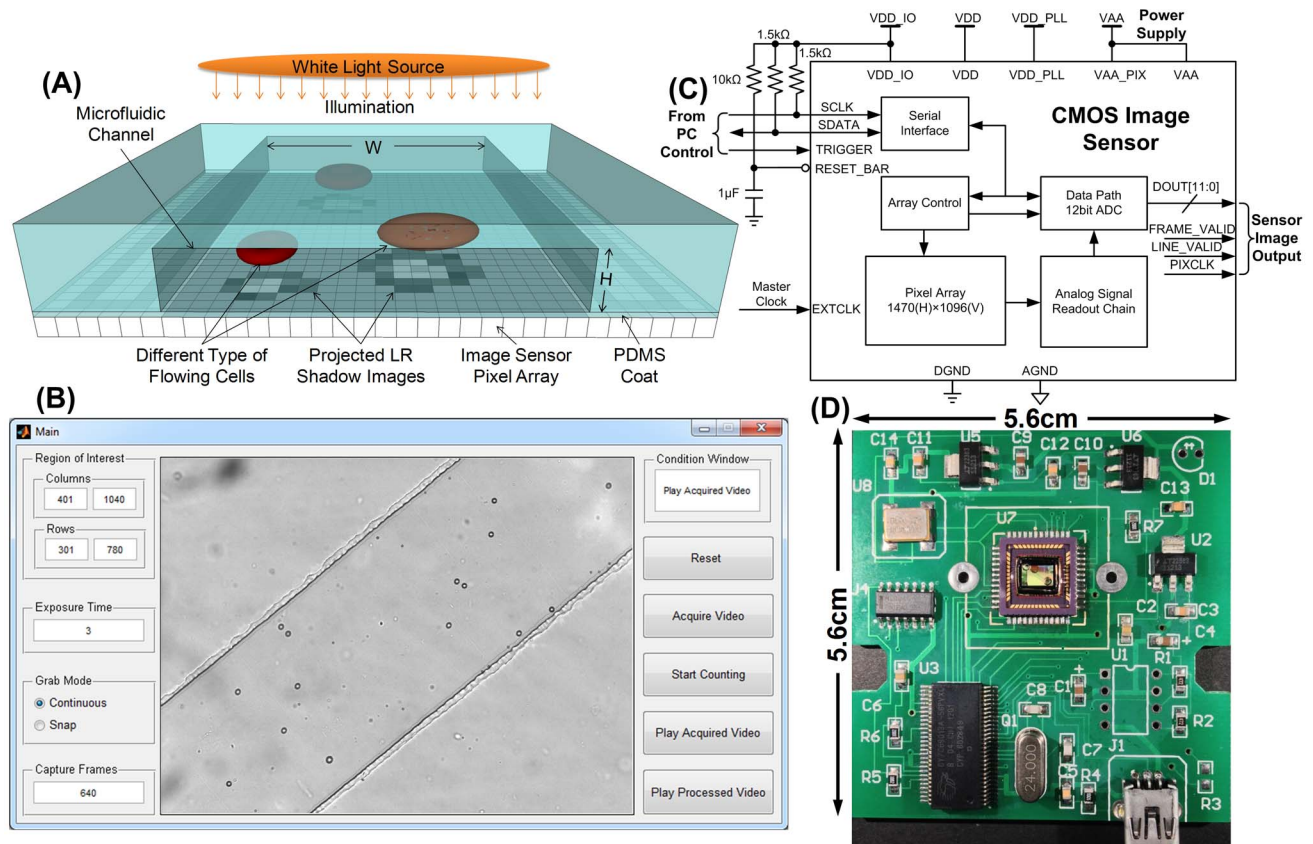 (A)
White Light Source
Illumination
Microfluidic
Channel
W
H
Different Type of
Flowing Cells
Projected LR
Shadow Images
Image Sensor
Pixel Array
PDMS
Coat
(B)
Main
Region of Interest
Columns
401 1040
Rows
301 780
Exposure Time
3
Grab Mode
Continuous
Snap
Capture Frames
640
Condition Window
Play Acquired Video
Reset
Acquire Video
Start Counting
Play Acquired Video
Play Processed Video
(C)
VDD_IO VDD VDD_PLL VAA
Power
Supply
1.5kΩ
1.5kΩ
10kΩ
VDD_IO VDD VDD_PLL VAA_PIX VAA
CMOS Image
Sensor
From
PC
Control
SCLK
SDATA
TRIGGER
RESET_BAR
1µF
Serial
Interface
Array Control
Data Path
12bit ADC
DOUT[11:0]
FRAME_VALID
LINE_VALID
PIXCLK
Sensor
Image
Output
Master
Clock
EXTCLK
Pixel Array
1470(H)×1096(V)
Analog Signal
Readout Chain
DGND AGND
(D)
5.6cm
5.6cm
C14 C11 U5 C9 C12 C10 U6
D1
U8
C13
U7
R7
U2
U4
C2 C3
C4
U3
U1 R1
C6
C1
C8
Q1
R2
R6
C7
J1
24.000
R5
C5 R4
R3